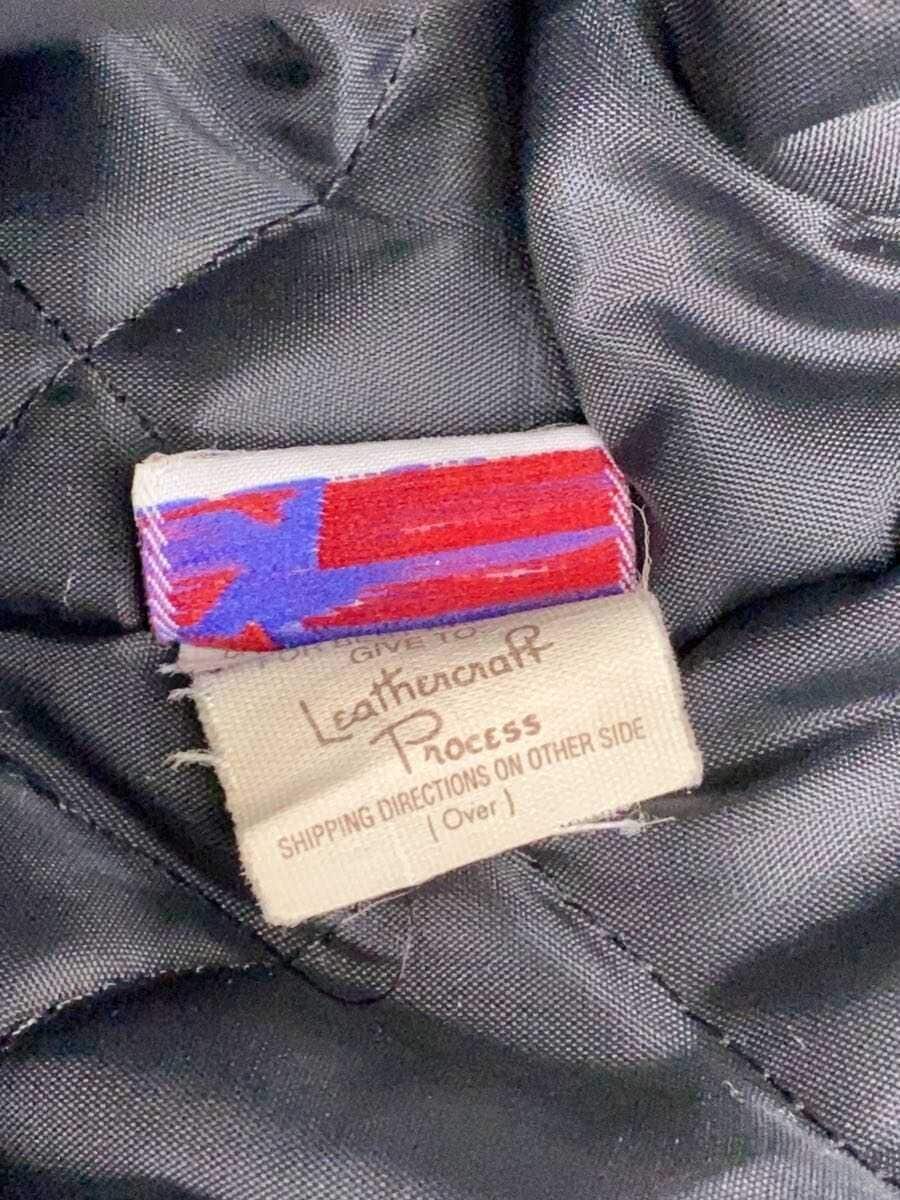 GIVE TO
Leathercraft
Process
SHIPPING DIRECTIONS ON OTHER SIDE
(Over)